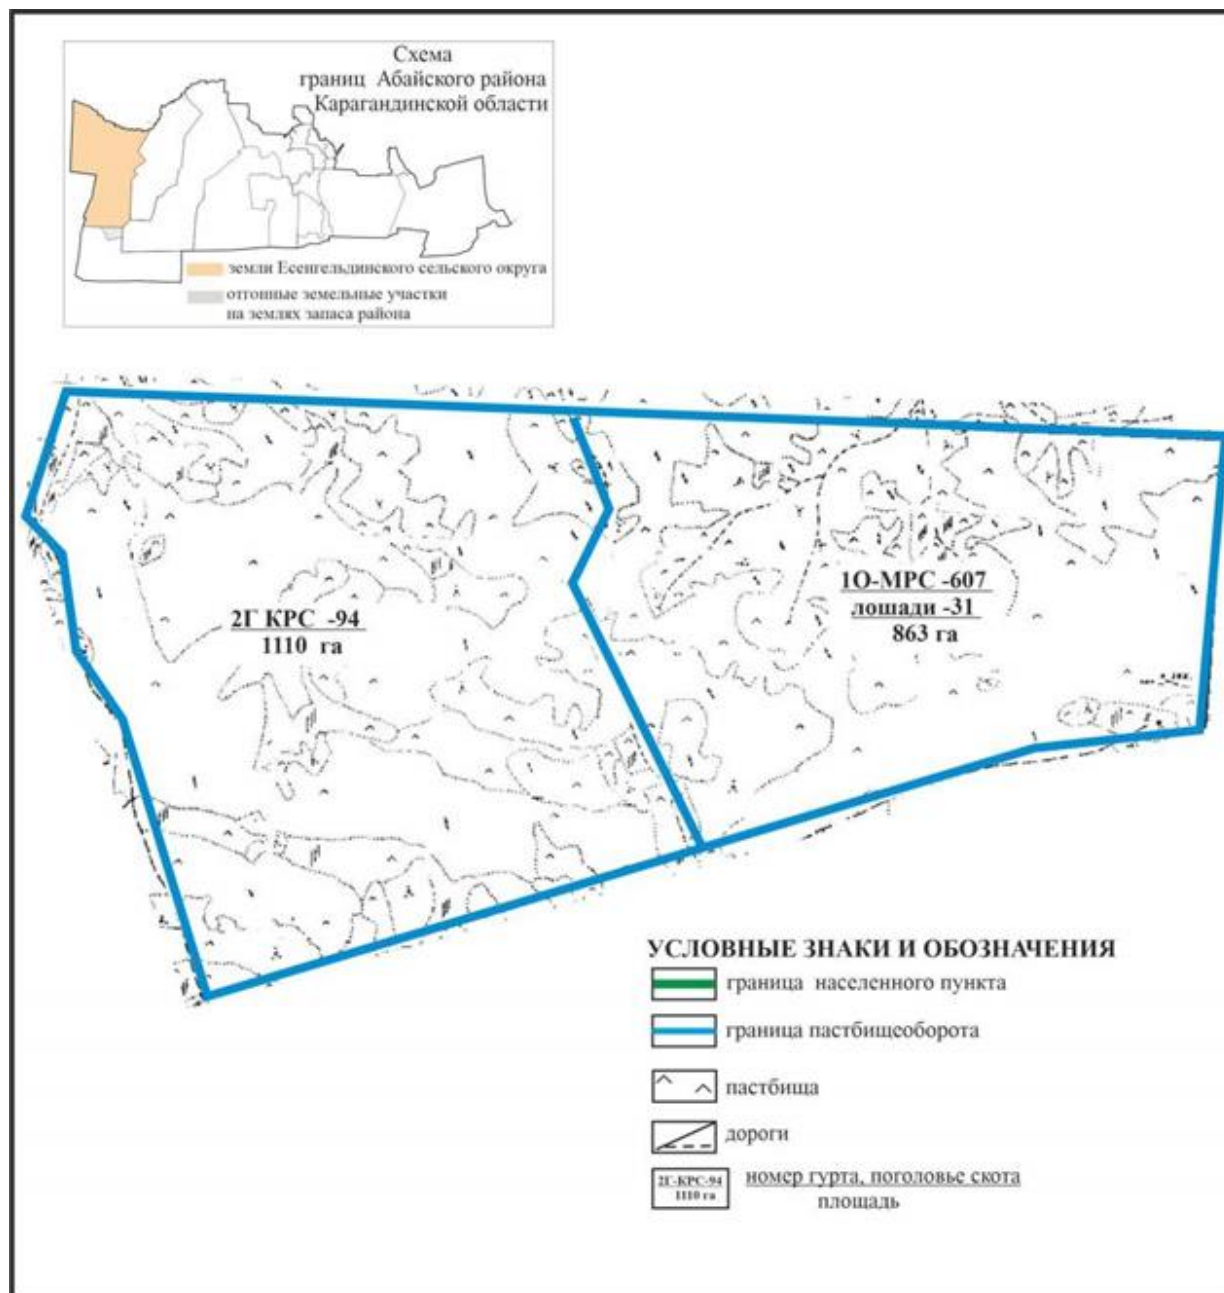 Схема
границ Абайского района
Карагандинской области
земли Есенгельдинского сельского округа
отгонные земельные участки
на землях запаса района
2Г КРС -94
1110 га
1О-МРС -607
лошади -31
863 га
УСЛОВНЫЕ ЗНАКИ И ОБОЗНАЧЕНИЯ
граница населенного пункта
граница пастбищеоборота
пастбища
дороги
2Г-КРС-94
1110 га
номер гурта, поголовье скота
площадь